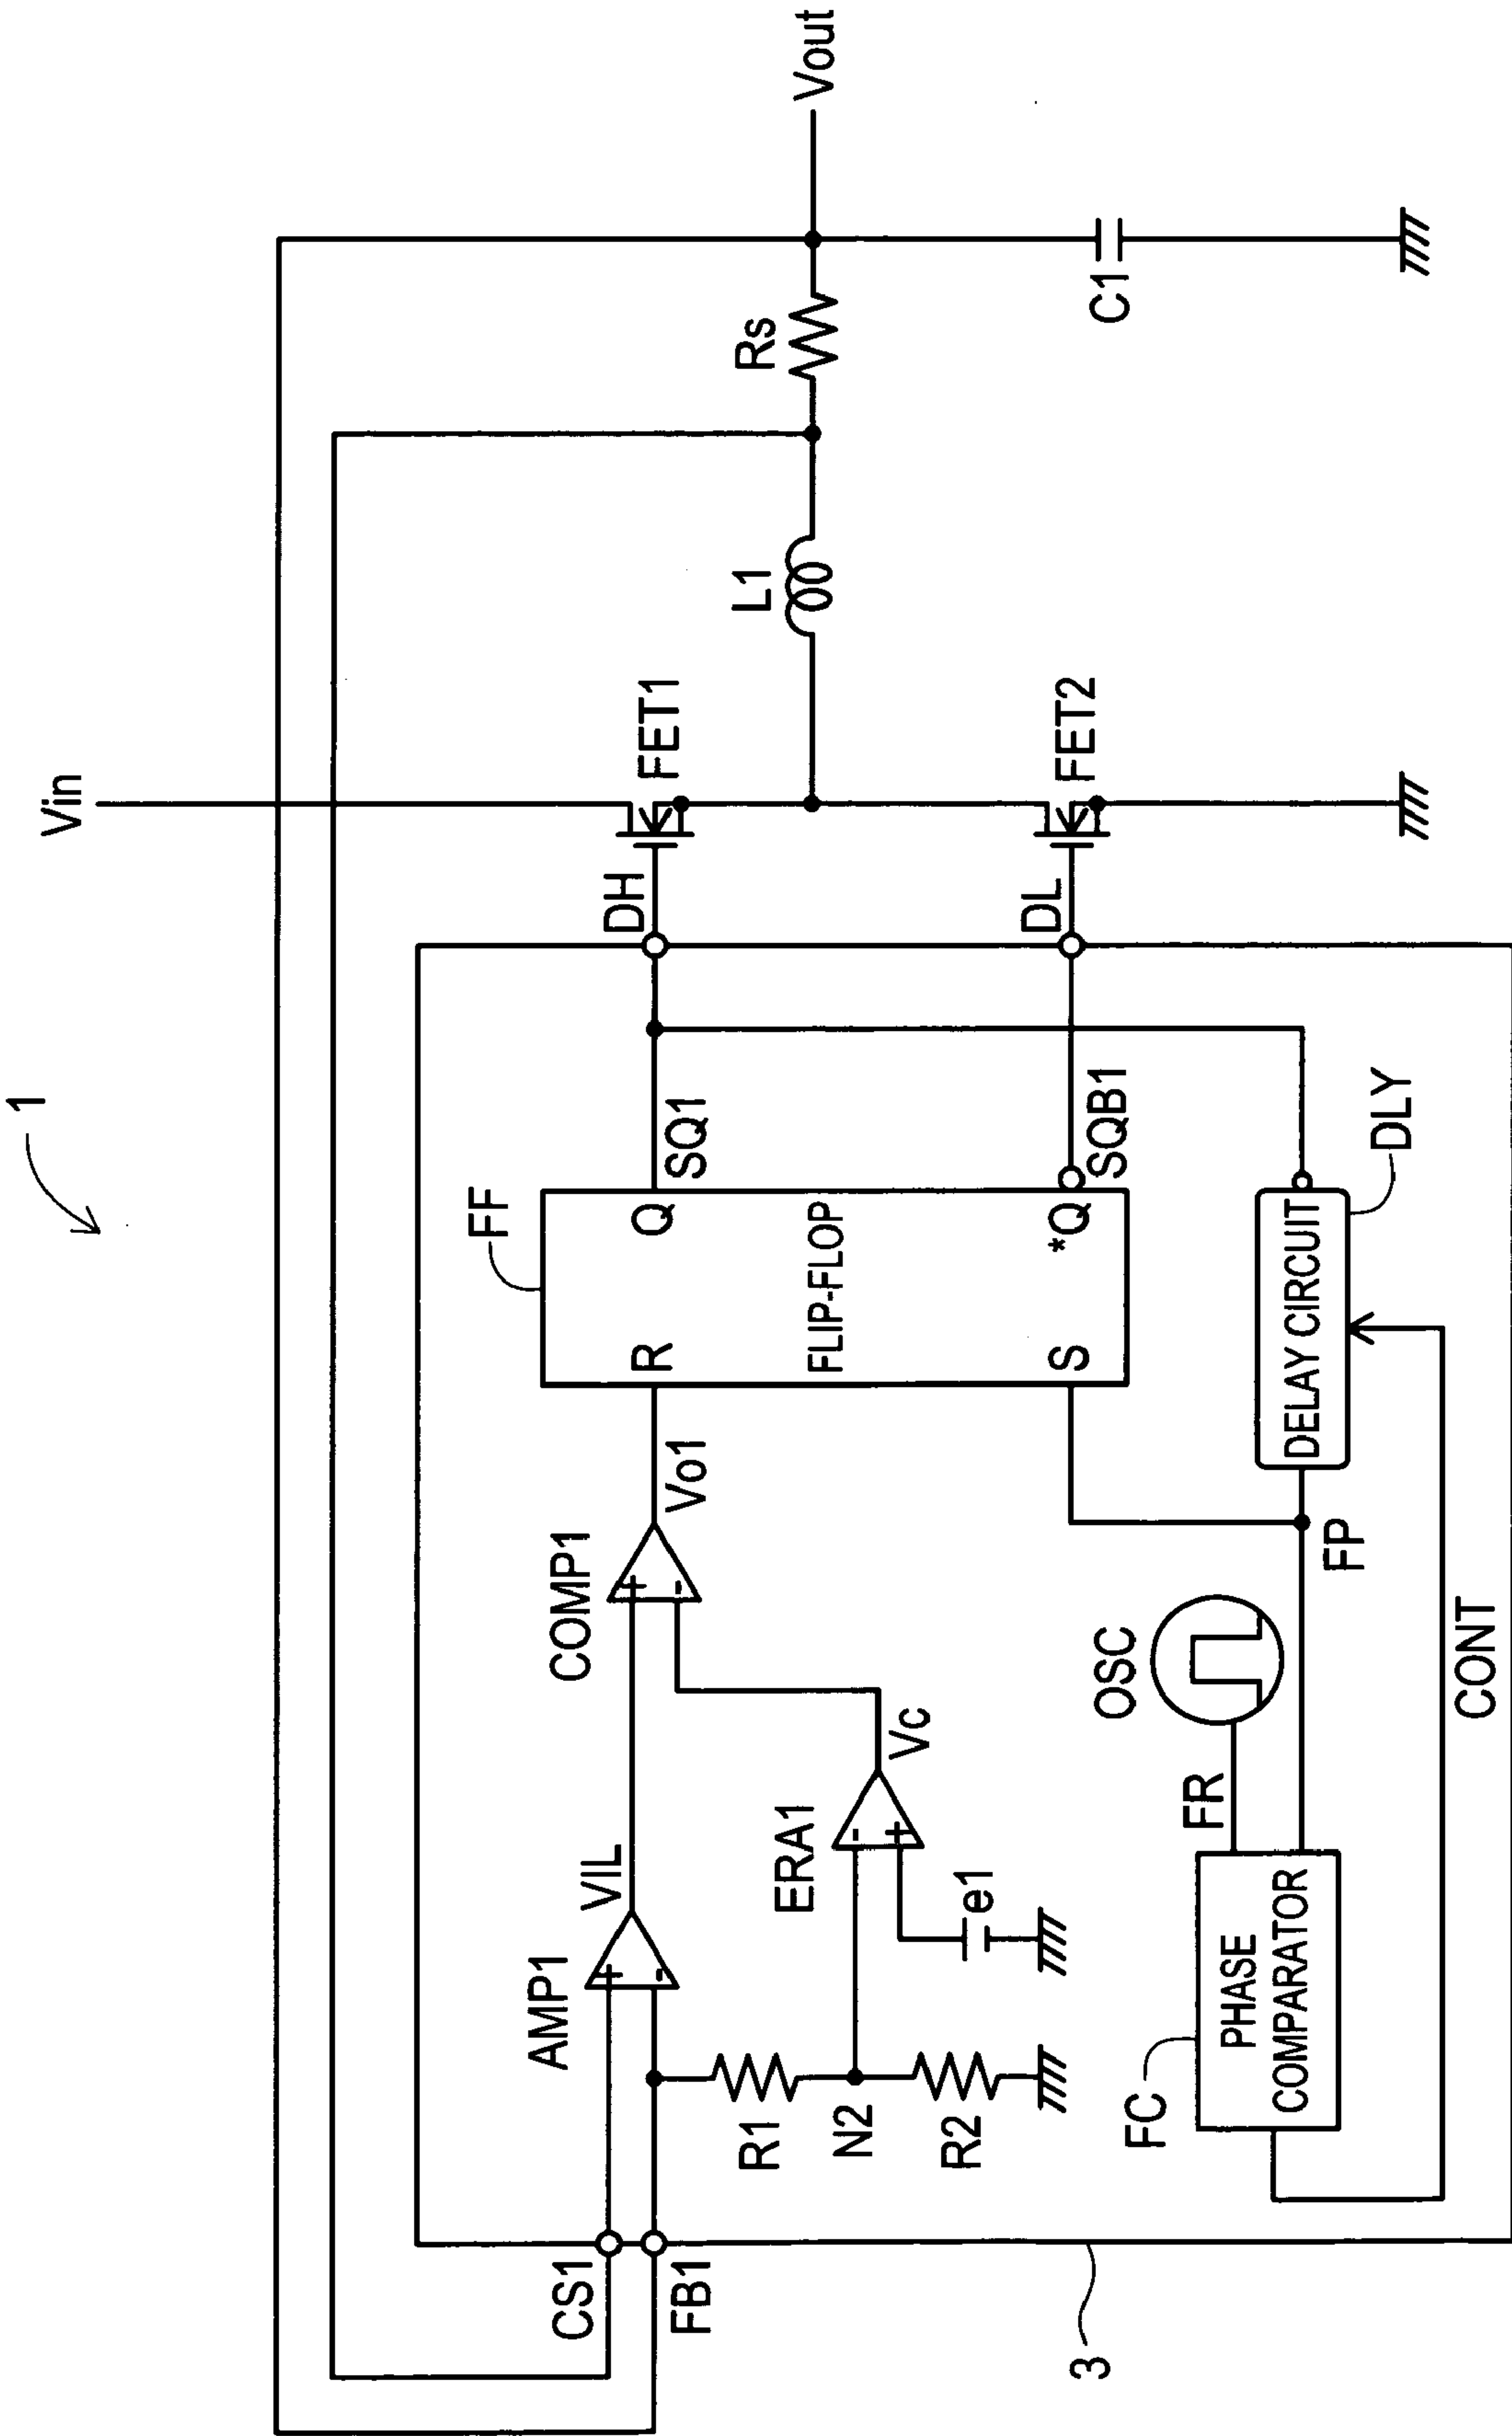 1
Vin
Vout
Rs
L1
C1
FET1
FET2
DH
DL
SQ1
SQB1
FF
Q
*Q
FLIP-FLOP
R
S
DELAY CIRCUIT
DLY
Vo1
COMP1
+
-
FP
OSC
FR
CONT
Vc
VIL
ERA1
-
+
e1
AMP1
+
-
R1
N2
R2
FC
PHASE
COMPARATOR
CS1
FB1
3